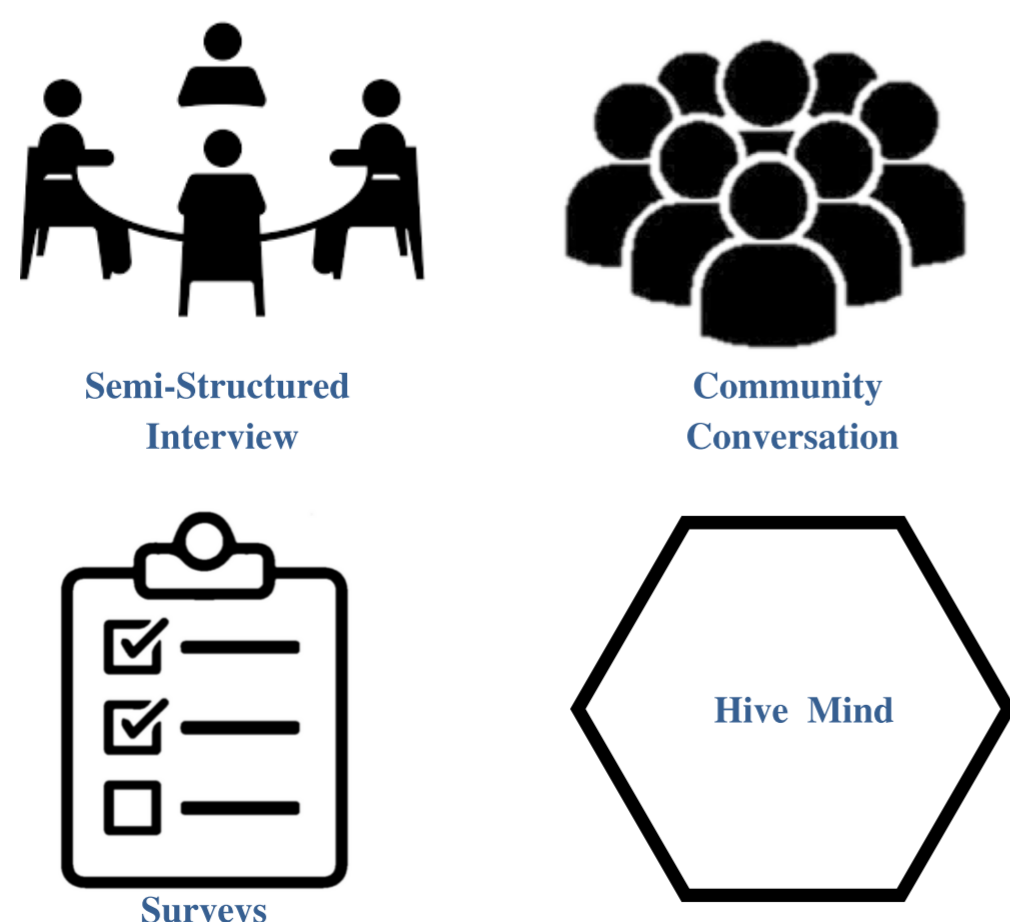 Semi-Structured
Interview
Community
Conversation
Hive Mind
Surveys